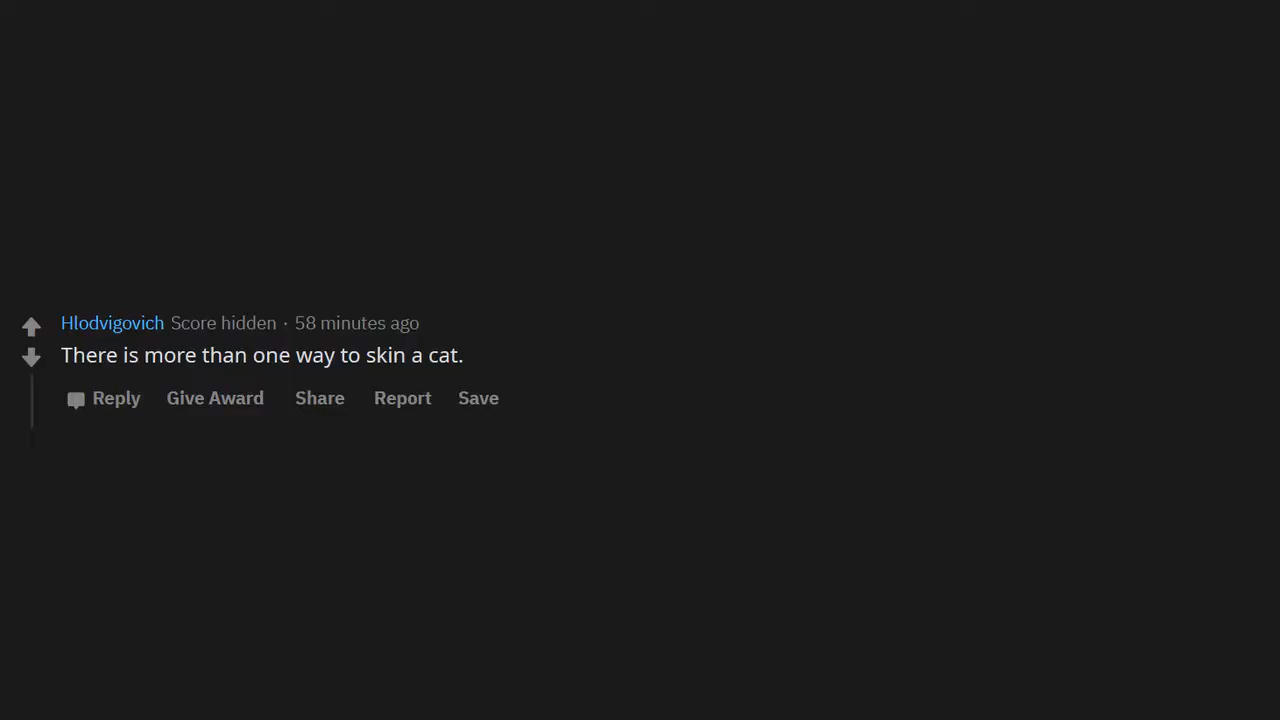 Hlodvigovich Score hidden · 58 minutes ago
There is more than one way to skin a cat.
Reply Give Award Share Report Save